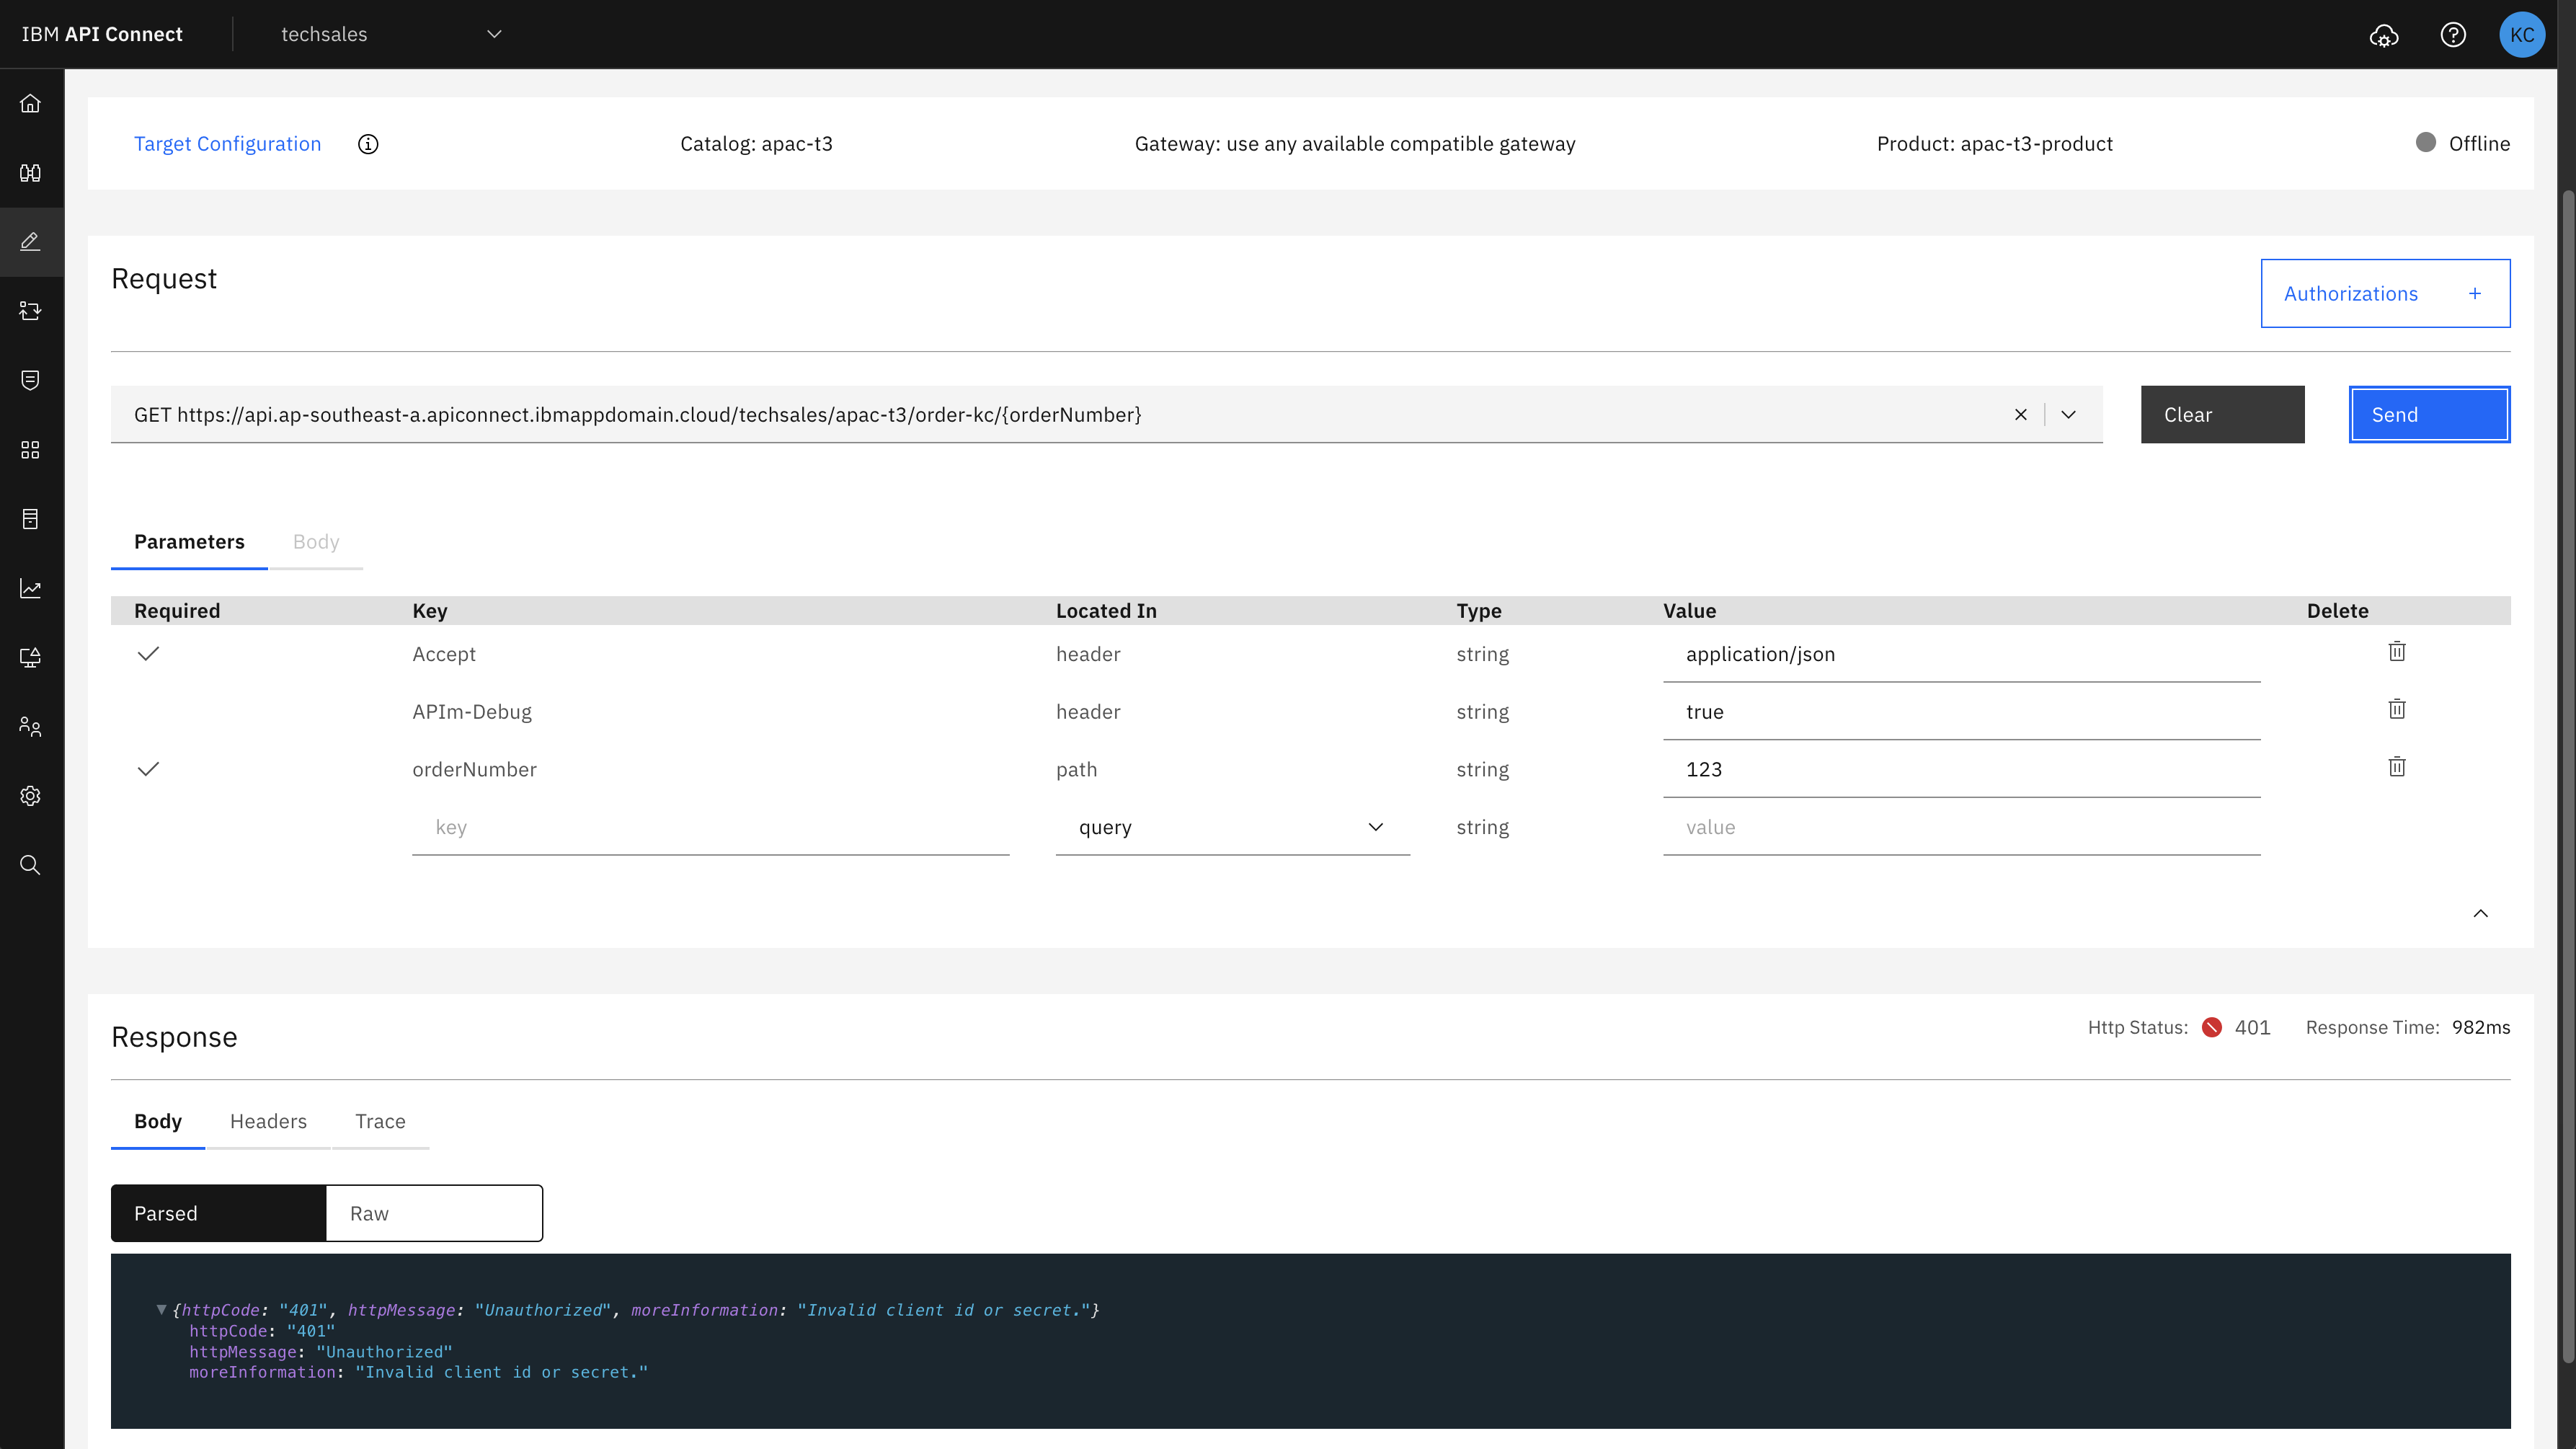 IBM API Connect techsales KC
Target Configuration Catalog: apac-t3 Gateway: use any available compatible gateway Product: apac-t3-product Offline
Request
Authorizations +
GET https://api.ap-southeast-a.apiconnect.ibmappdomain.cloud/techsales/apac-t3/order-kc/{orderNumber} Clear Send
Parameters Body
Required Key Located In Type Value Delete
Accept header string application/json
APIm-Debug header string true
orderNumber path string 123
key query string value
Response
Http Status: 401 Response Time: 982ms
Body Headers Trace
Parsed Raw
{httpCode: "401", httpMessage: "Unauthorized", moreInformation: "Invalid client id or secret."}
httpCode: "401"
httpMessage: "Unauthorized"
moreInformation: "Invalid client id or secret."